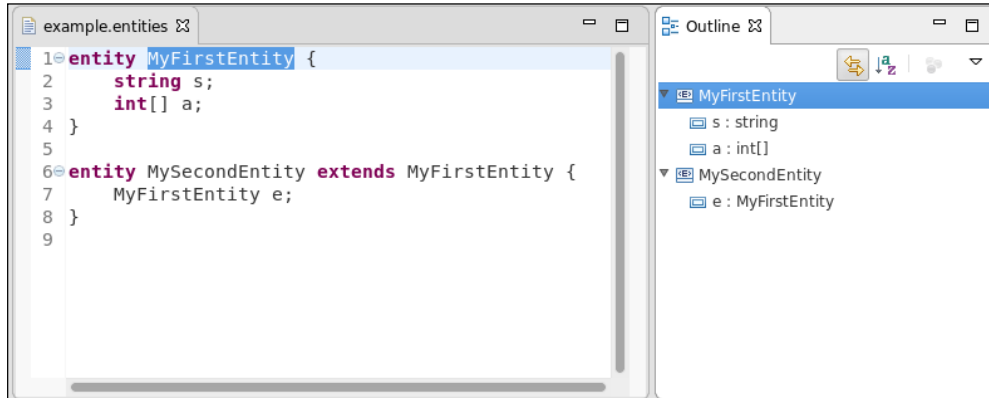 example.entities
1 entity MyFirstEntity {
2 string s;
3 int[] a;
4 }
5
6 entity MySecondEntity extends MyFirstEntity {
7 MyFirstEntity e;
8 }
9
Outline
a
z
MyFirstEntity
s : string
a : int[]
MySecondEntity
e : MyFirstEntity